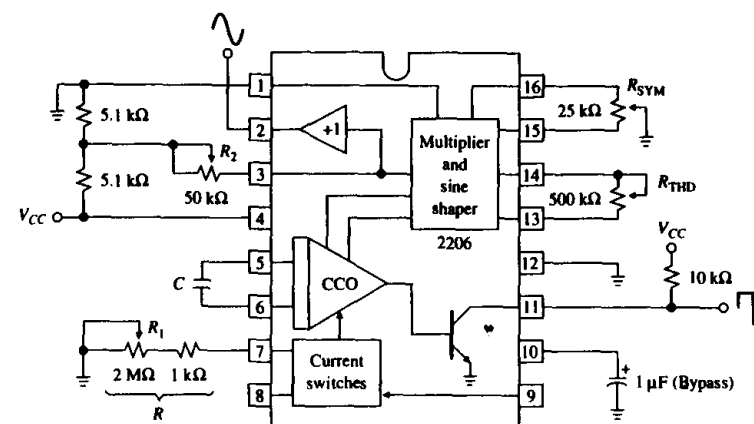 1
2
3
4
5
6
7
8
16
15
14
13
12
11
10
9
5.1 kΩ
R₂
5.1 kΩ
50 kΩ
V_CC
C
R₁
2 MΩ
1 kΩ
R
+1
Multiplier
and
sine
shaper
2206
CCO
Current
switches
R_SYM
25 kΩ
R_THD
500 kΩ
V_CC
10 kΩ
+
1 μF (Bypass)